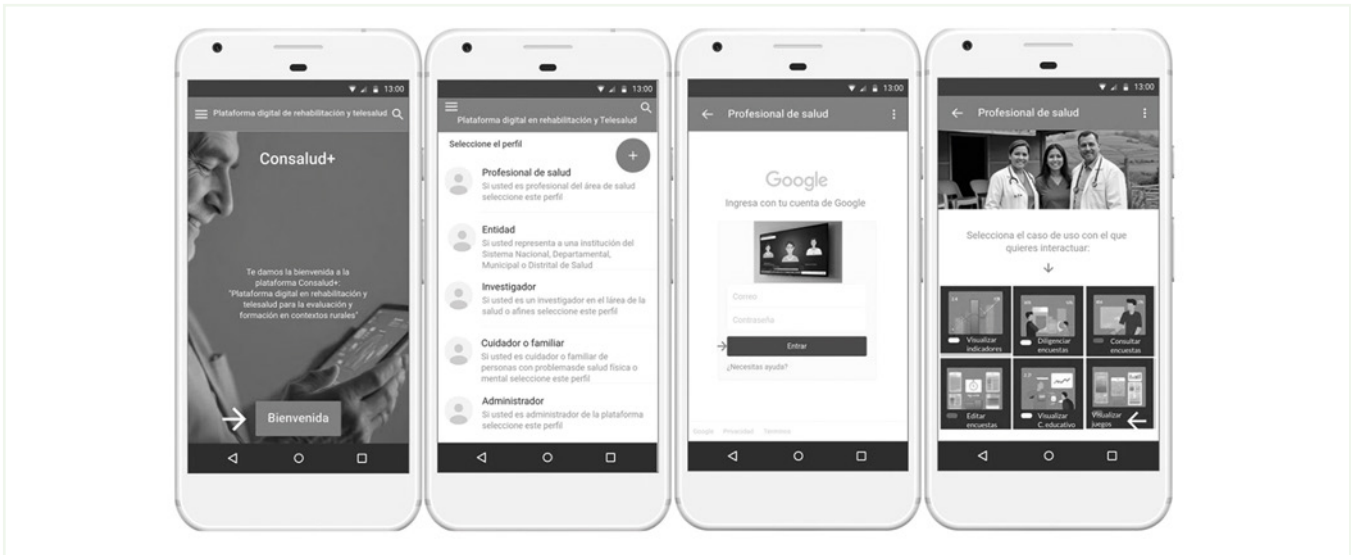 13:00
Plataforma digital de rehabilitación y telesalud
Consalud+
Te damos la bienvenida a la
plataforma Consalud+:
"Plataforma digital en rehabilitación y
telesalud para la evaluación y
formación en contextos rurales"
Bienvenida
13:00
Plataforma digital en rehabilitación y Telesalud
Seleccione el perfil
+
Profesional de salud
Si usted es profesional del área de salud
seleccione este perfil
Entidad
Si usted representa a una institución del
Sistema Nacional, Departamental,
Municipal o Distrital de Salud
Investigador
Si usted es un investigador en el lárea de la
salud o afines seleccione este perfil
Cuidador o familiar
Si usted es cuidador o familiar de
personas con problemasde salud física o
mental seleccione este perfil
Administrador
Si usted es administrador de la plataforma
seleccione este perfil
13:00
Profesional de salud
Google
Ingresa con tu cuenta de Google
Correo
Contraseña
Entrar
¿Necesitas ayuda?
Google Privacidad Términos
13:00
Profesional de salud
Selecciona el caso de uso con el que
quieres interactuar:
Visualizar
indicadores
Diligenciar
encuestas
Consultar
encuestas
Editar
encuestas
Visualizar
C. educativo
Visualizar
juegos